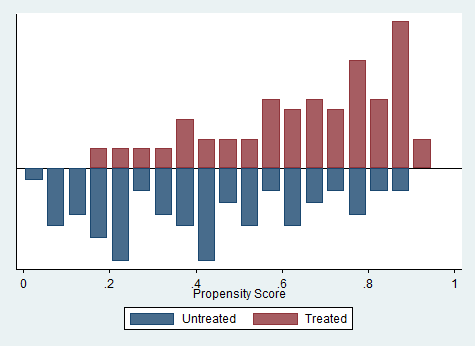 0 .2 .4 .6 .8 1
Propensity Score
Untreated Treated